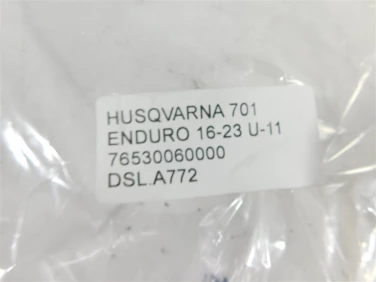 HUSQVARNA 701
ENDURO 16-23 U-11
76530060000
DSL.A772